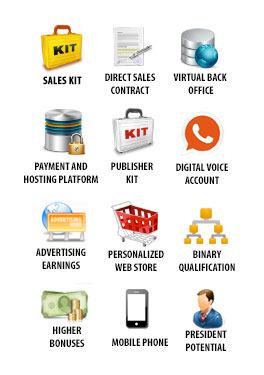 KIT
SALES KIT
DIRECT SALES
CONTRACT
VIRTUAL BACK
OFFICE
PAYMENT AND
HOSTING PLATFORM
KIT
PUBLISHER
KIT
DIGITAL VOICE
ACCOUNT
ADVERTISING
ADVERTISING
EARNINGS
PERSONALIZED
WEB STORE
BINARY
QUALIFICATION
HIGHER
BONUSES
MOBILE PHONE
PRESIDENT
POTENTIAL